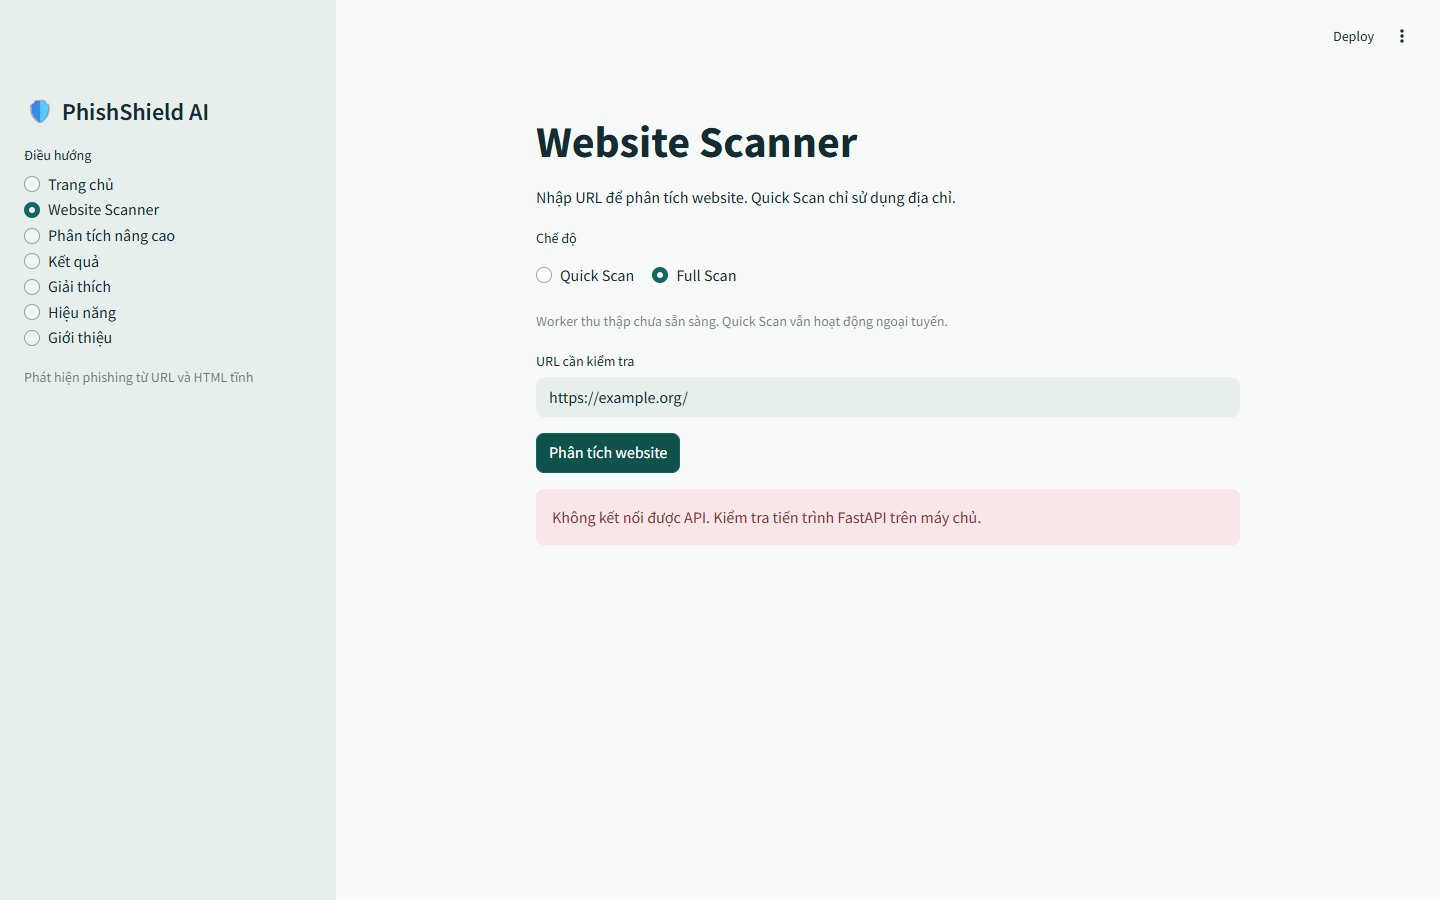 Deploy
PhishShield AI
Điều hướng
Trang chủ
Website Scanner
Phân tích nâng cao
Kết quả
Giải thích
Hiệu năng
Giới thiệu
Phát hiện phishing từ URL và HTML tĩnh
Website Scanner
Nhập URL để phân tích website. Quick Scan chỉ sử dụng địa chỉ.
Chế độ
Quick Scan Full Scan
Worker thu thập chưa sẵn sàng. Quick Scan vẫn hoạt động ngoại tuyến.
URL cần kiểm tra
https://example.org/
Phân tích website
Không kết nối được API. Kiểm tra tiến trình FastAPI trên máy chủ.